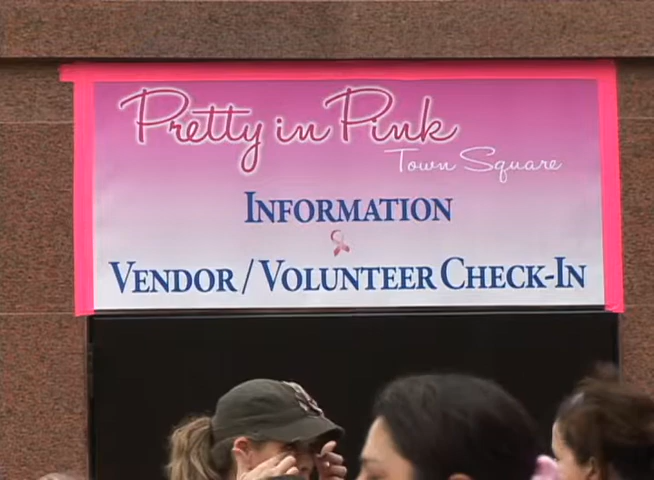 Pretty in Pink
Town Square
INFORMATION
VENDOR/VOLUNTEER CHECK-IN